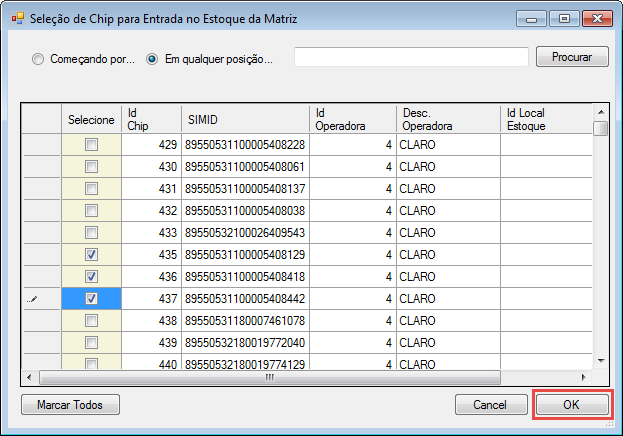 Seleção de Chip para Entrada no Estoque da Matriz
Começando por... Em qualquer posição... Procurar
Selecione Id Chip SIMID Id Operadora Desc. Operadora Id Local Estoque
429 89550531100005408228 4 CLARO
430 89550531100005408061 4 CLARO
431 89550531100005408137 4 CLARO
432 89550531100005408038 4 CLARO
433 89550532100026409543 4 CLARO
435 89550531100005408129 4 CLARO
436 89550531100005408418 4 CLARO
437 89550531100005408442 4 CLARO
438 89550531180007461078 4 CLARO
439 89550532180019772040 4 CLARO
440 89550532180019774129 4 CLARO
Marcar Todos Cancel OK